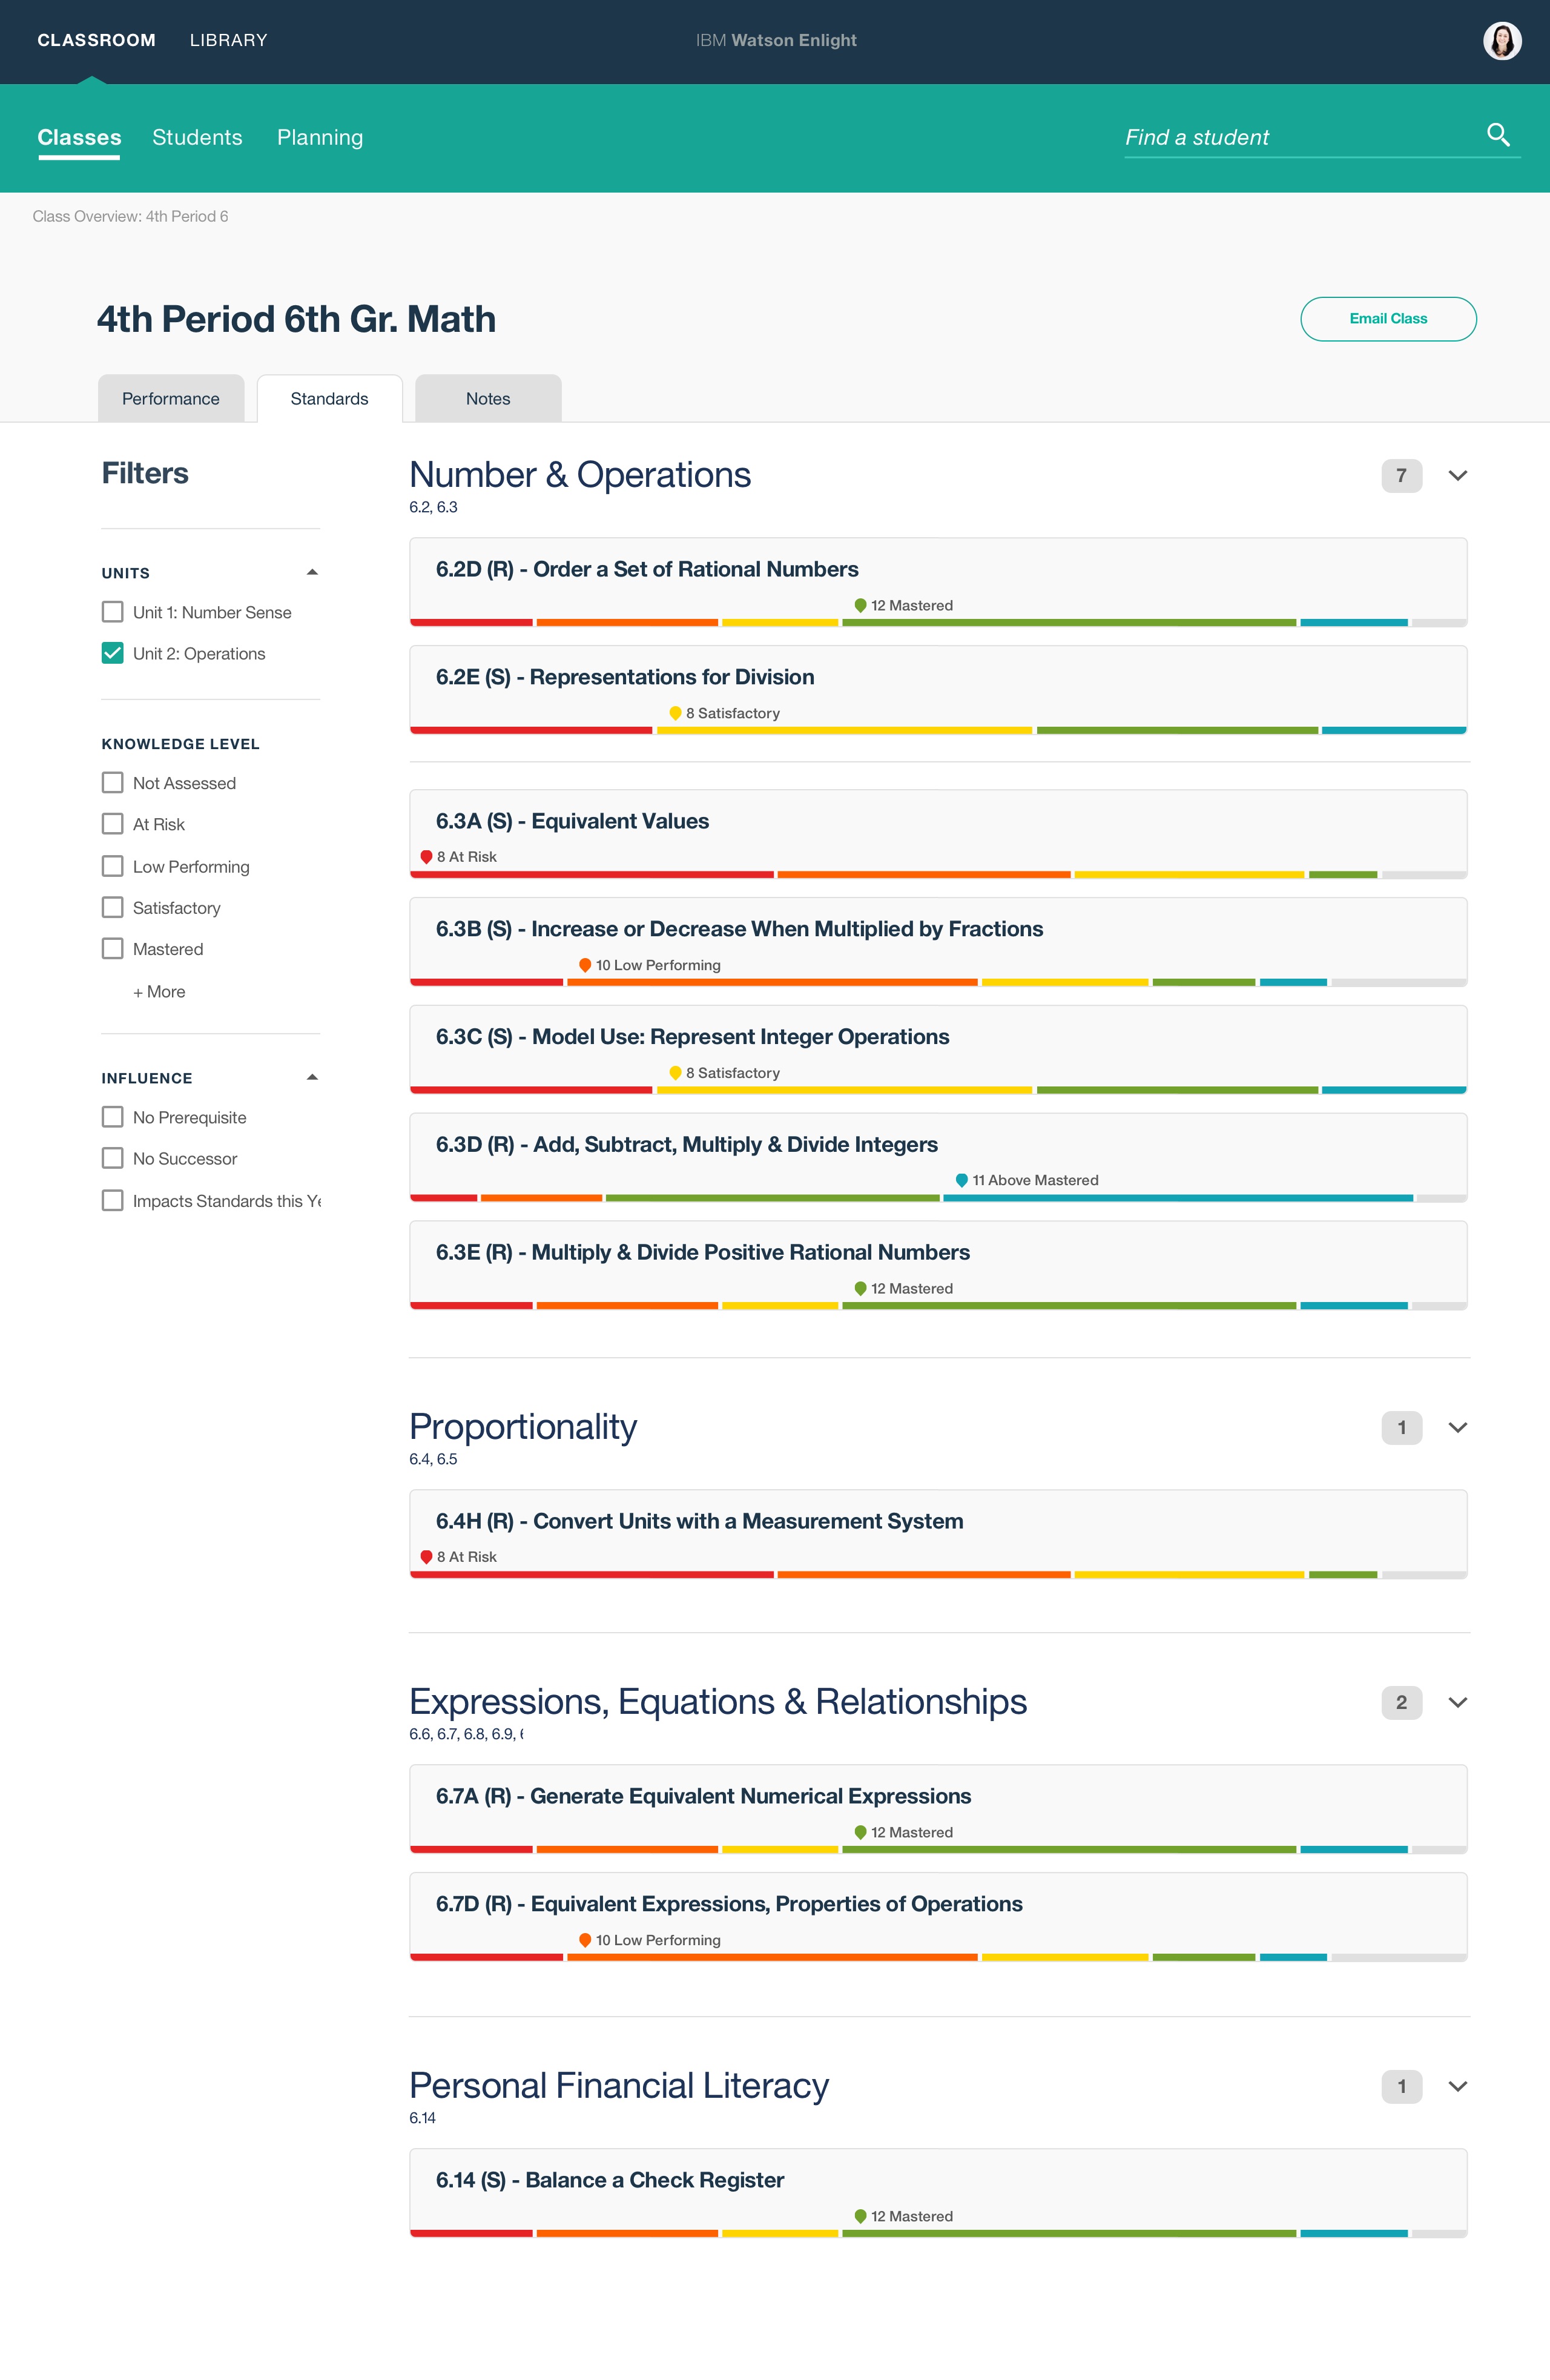 CLASSROOM LIBRARY IBM Watson Enlight
Classes Students Planning Find a student
Class Overview: 4th Period 6
4th Period 6th Gr. Math
Email Class
Performance Standards Notes
Filters
UNITS
Unit 1: Number Sense
Unit 2: Operations
KNOWLEDGE LEVEL
Not Assessed
At Risk
Low Performing
Satisfactory
Mastered
+ More
INFLUENCE
No Prerequisite
No Successor
Impacts Standards this Ye
Number & Operations 7
6.2, 6.3
6.2D (R) - Order a Set of Rational Numbers
12 Mastered
6.2E (S) - Representations for Division
8 Satisfactory
6.3A (S) - Equivalent Values
8 At Risk
6.3B (S) - Increase or Decrease When Multiplied by Fractions
10 Low Performing
6.3C (S) - Model Use: Represent Integer Operations
8 Satisfactory
6.3D (R) - Add, Subtract, Multiply & Divide Integers
11 Above Mastered
6.3E (R) - Multiply & Divide Positive Rational Numbers
12 Mastered
Proportionality 1
6.4, 6.5
6.4H (R) - Convert Units with a Measurement System
8 At Risk
Expressions, Equations & Relationships 2
6.6, 6.7, 6.8, 6.9,
6.7A (R) - Generate Equivalent Numerical Expressions
12 Mastered
6.7D (R) - Equivalent Expressions, Properties of Operations
10 Low Performing
Personal Financial Literacy 1
6.14
6.14 (S) - Balance a Check Register
12 Mastered